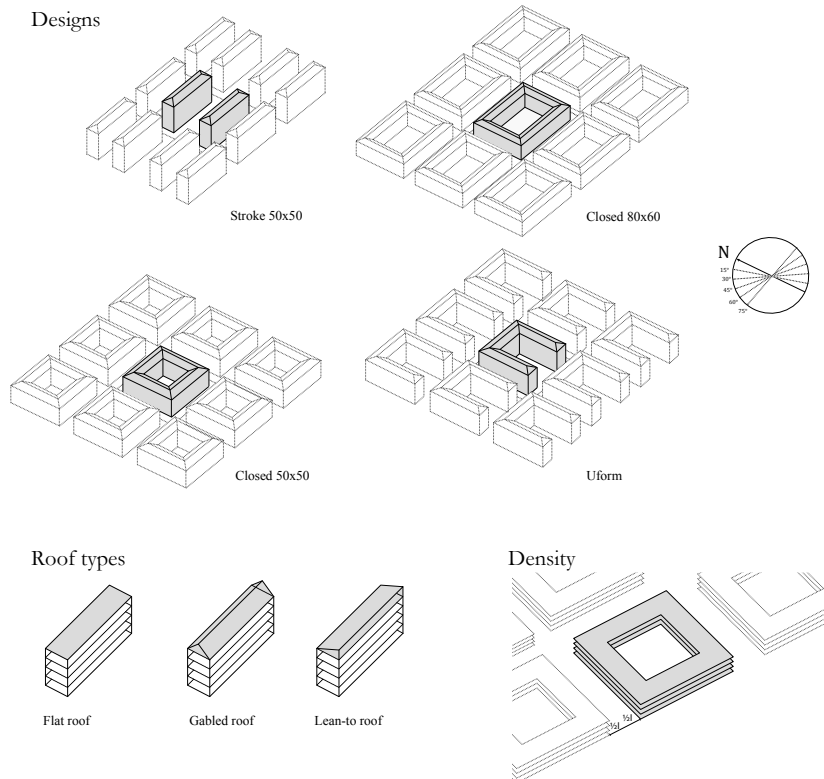 Designs
Stroke 50x50
Closed 80x60
N
15°
30°
45°
60°
75°
Closed 50x50
Uform
Roof types
Density
Flat roof
Gabled roof
Lean-to roof
½l
½l